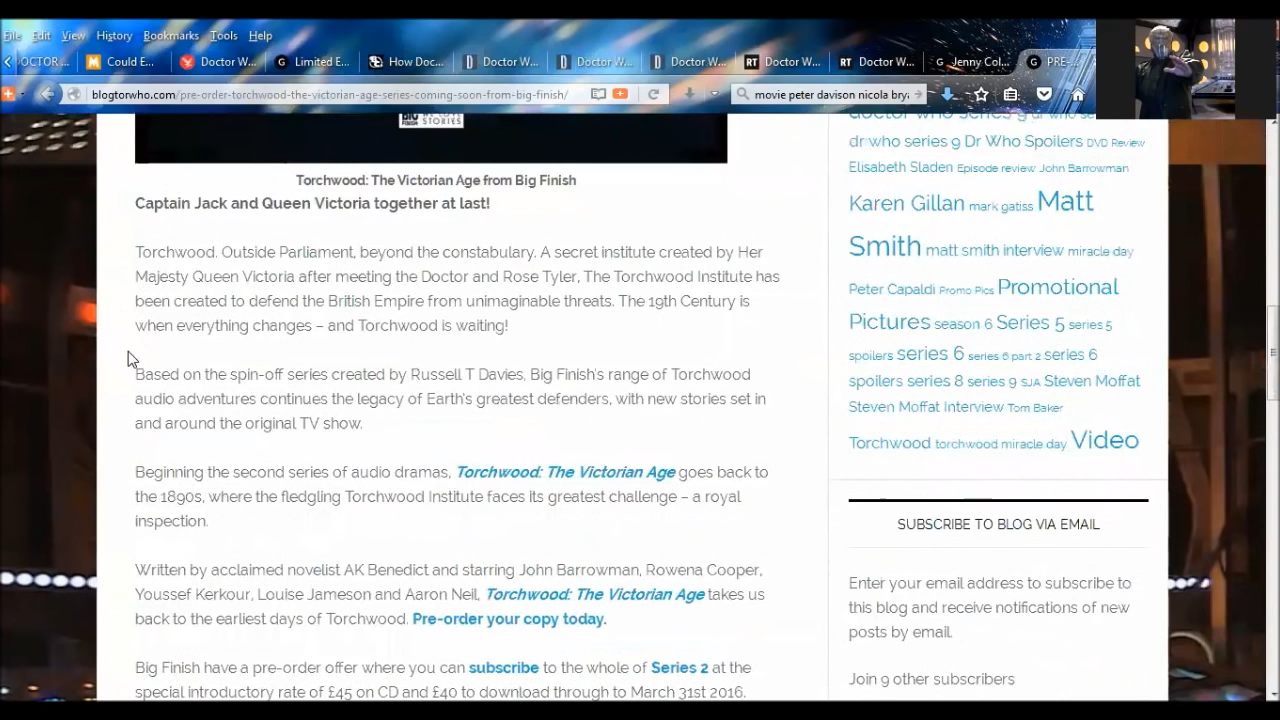 File Edit View History Bookmarks Tools Help
DOCTOR ... Could E... Doctor W... Limited E... How Doc... Doctor W... Doctor W... Doctor W... Doctor W... Doctor W... Jenny Col... PRE-...
blogtorwho.com/pre-order-torchwood-the-victorian-age-series-coming-soon-from-big-finish/
movie peter davison nicola bry
WE LOVE
STORIES
Torchwood: The Victorian Age from Big Finish
Captain Jack and Queen Victoria together at last!
Torchwood. Outside Parliament, beyond the constabulary. A secret institute created by Her
Majesty Queen Victoria after meeting the Doctor and Rose Tyler, The Torchwood Institute has
been created to defend the British Empire from unimaginable threats. The 19th Century is
when everything changes – and Torchwood is waiting!
Based on the spin-off series created by Russell T Davies, Big Finish's range of Torchwood
audio adventures continues the legacy of Earth's greatest defenders, with new stories set in
and around the original TV show.
Beginning the second series of audio dramas, Torchwood: The Victorian Age goes back to
the 1890s, where the fledgling Torchwood Institute faces its greatest challenge – a royal
inspection.
Written by acclaimed novelist AK Benedict and starring John Barrowman, Rowena Cooper,
Youssef Kerkour, Louise Jameson and Aaron Neil, Torchwood: The Victorian Age takes us
back to the earliest days of Torchwood. Pre-order your copy today.
Big Finish have a pre-order offer where you can subscribe to the whole of Series 2 at the
special introductory rate of £45 on CD and £40 to download through to March 31st 2016.
doctor who series 9 dr who se
dr who series 9 Dr Who Spoilers DVD Review
Elisabeth Sladen Episode review John Barrowman
Karen Gillan mark gatiss Matt
Smith matt smith interview miracle day
Peter Capaldi Promo Pics Promotional
Pictures season 6 Series 5 series 5
spoilers series 6 series 6 part 2 series 6
spoilers series 8 series 9 SJA Steven Moffat
Steven Moffat Interview Tom Baker
Torchwood torchwood miracle day Video
SUBSCRIBE TO BLOG VIA EMAIL
Enter your email address to subscribe to
this blog and receive notifications of new
posts by email.
Join 9 other subscribers